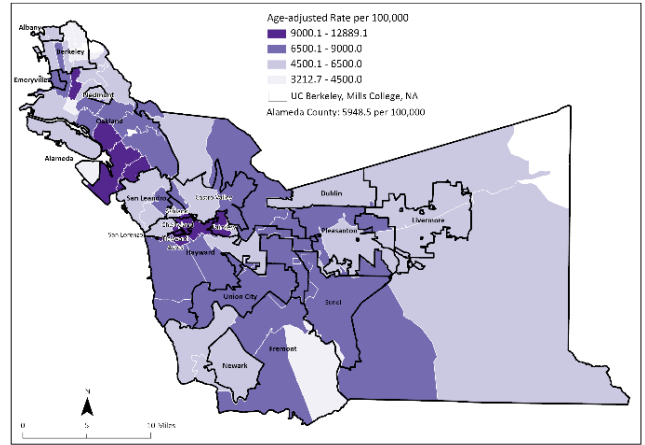 Age-adjusted Rate per 100,000
9000.1 - 12889.1
6500.1 - 9000.0
4500.1 - 6500.0
3212.7 - 4500.0
UC Berkeley, Mills College, NA
Alameda County: 5948.5 per 100,000
Albany
Berkeley
Emeryville
Piedmont
Oakland
Alameda
San Leandro
Castro Valley
Dublin
Livermore
San Lorenzo
Hayward
Pleasanton
Union City
Sunol
Fremont
Newark
N
0 5 10 Miles